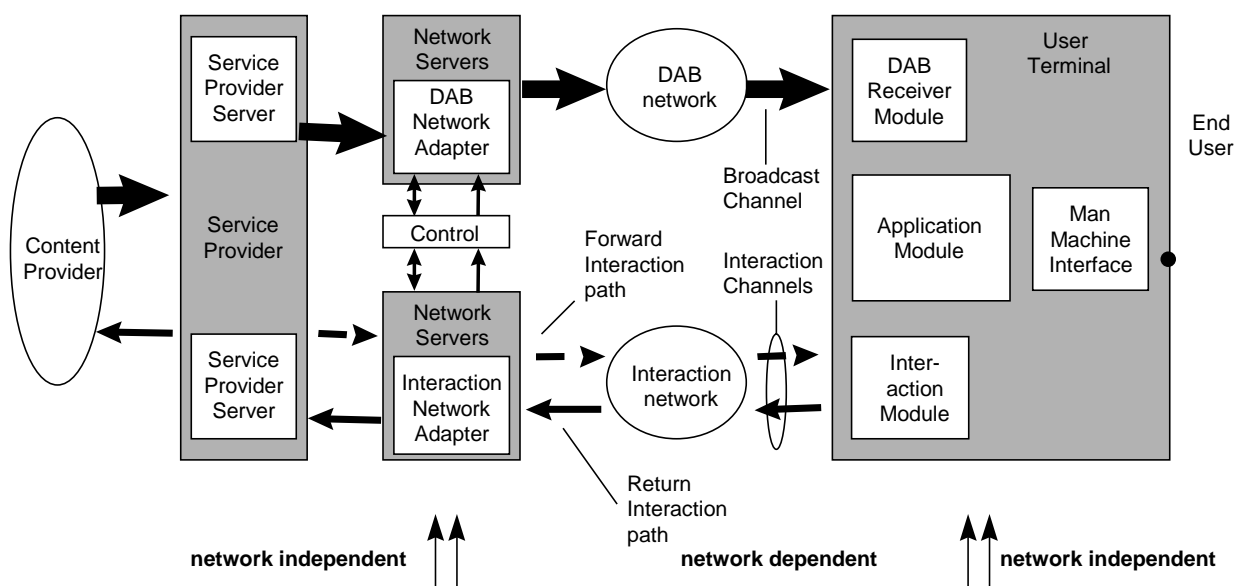 Content
Provider
Service
Provider
Server
Service
Provider
Service
Provider
Server
Network
Servers
DAB
Network
Adapter
Control
Network
Servers
Interaction
Network
Adapter
DAB
network
Broadcast
Channel
Forward
Interaction
path
Interaction
Channels
Interaction
network
Return
Interaction
path
User
Terminal
DAB
Receiver
Module
Application
Module
Man
Machine
Interface
Inter-
action
Module
End
User
network independent
network dependent
network independent